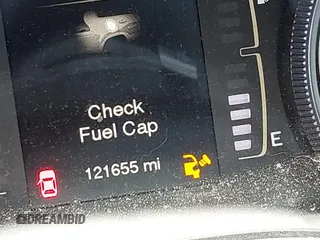 Check
Fuel Cap
121655 mi
E
DREAMBID